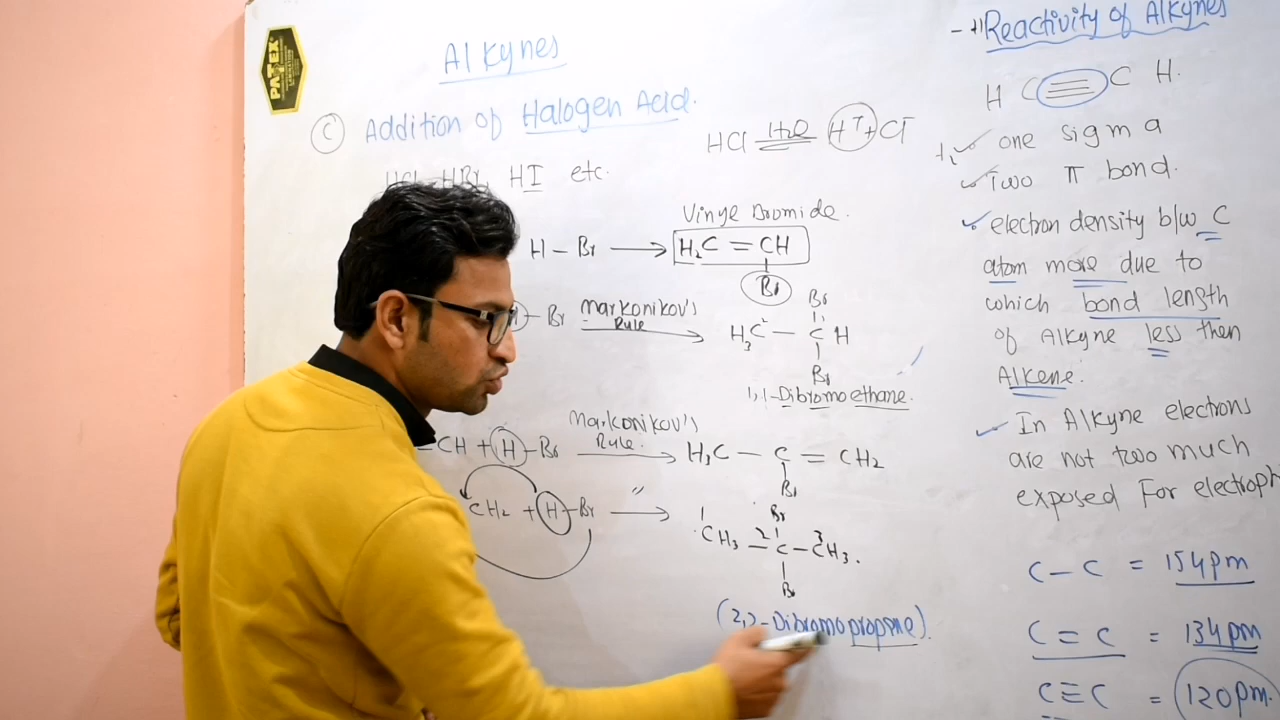 PATEX
LAMINATION
Alkynes
C Addition of Halogen Acid.
HCl HBr, HI etc.
HCl H2O H+ + Cl-
Vinye Bromide.
H – Br ⟶ H2C = CH
Br
Br
– Br Markonikov's H3C – C H
Rule
Br
1,1-Dibromoethane.
CH + H – Br Markonikov's H3C — C = CH2
Rule.
Br
CH2 + H – Br " ⟶ 1CH3 – 2C – 3CH3.
Br
Br
(2,2-Dibromopropane).
Reactivity of Alkynes
H C ≡ C H.
one sigma
Two π bond.
electron density b/w C
atom more due to
which bond length
of Alkyne less then
Alkene.
In Alkyne electrons
are not two much
exposed For electroph
C – C = 154pm
C = C = 134pm
C ≡ C = 120pm.